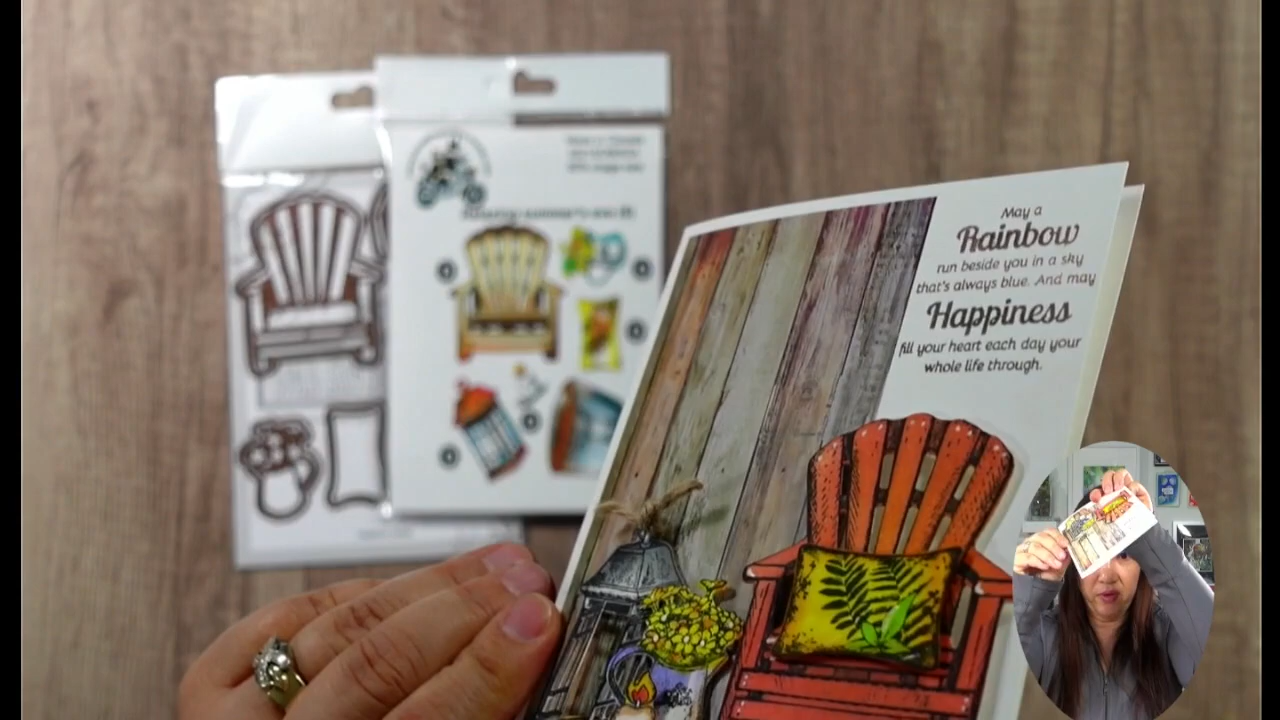 May a
Rainbow
run beside you in a sky
that's always blue. And may
Happiness
fill your heart each day your
whole life through.